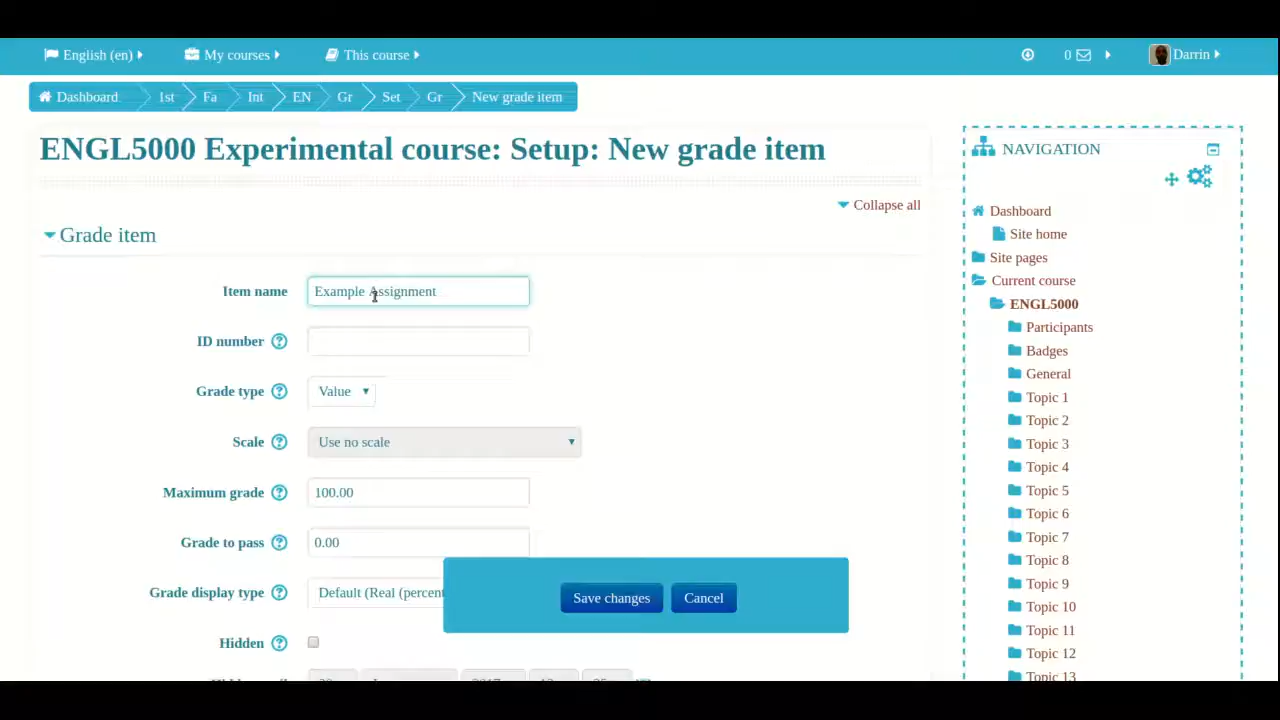 English (en) My courses This course 0 Darrin
Dashboard 1st Fa Int EN Gr Set Gr New grade item
ENGL5000 Experimental course: Setup: New grade item
Collapse all
Grade item
Item name Example Assignment
ID number
Grade type Value
Scale Use no scale
Maximum grade 100.00
Grade to pass 0.00
Grade display type Default (Real (percent
Hidden
Save changes Cancel
NAVIGATION
Dashboard
Site home
Site pages
Current course
ENGL5000
Participants
Badges
General
Topic 1
Topic 2
Topic 3
Topic 4
Topic 5
Topic 6
Topic 7
Topic 8
Topic 9
Topic 10
Topic 11
Topic 12
Topic 13